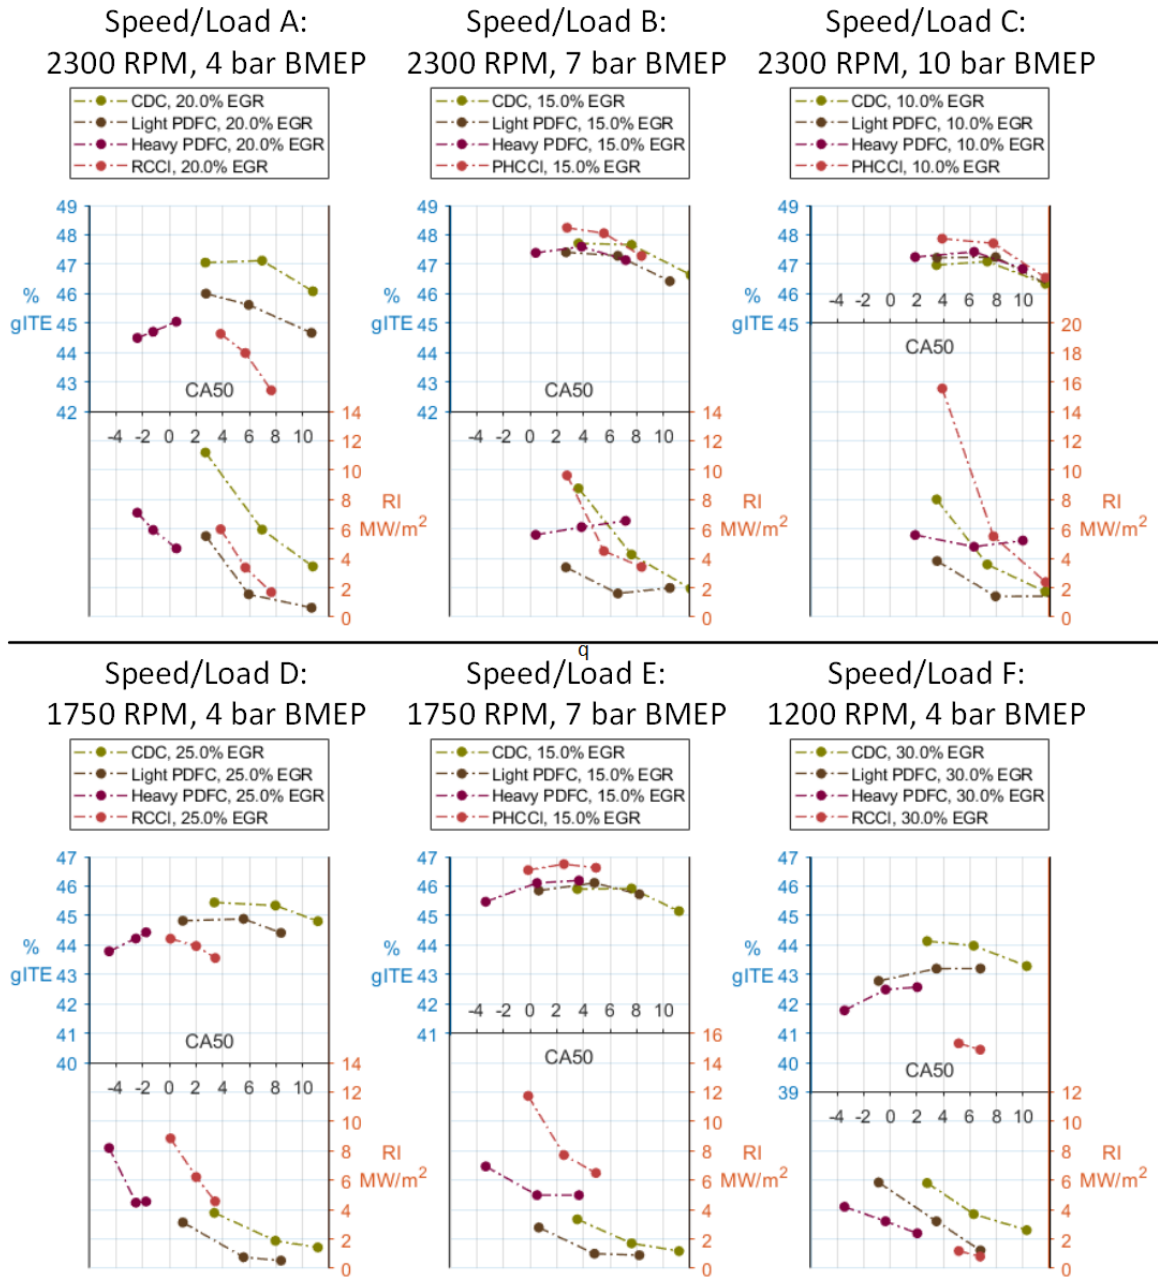 Speed/Load A:
2300 RPM, 4 bar BMEP
CDC, 20.0% EGR
Light PDFC, 20.0% EGR
Heavy PDFC, 20.0% EGR
RCCI, 20.0% EGR
49
48
47
46
45
44
43
42
%
gITE
CA50
-4 -2 0 2 4 6 8 10
14
12
10
8
6
4
2
0
RI
MW/m²
Speed/Load B:
2300 RPM, 7 bar BMEP
CDC, 15.0% EGR
Light PDFC, 15.0% EGR
Heavy PDFC, 15.0% EGR
PHCCI, 15.0% EGR
49
48
47
46
45
44
43
42
%
gITE
CA50
-4 -2 0 2 4 6 8 10
14
12
10
8
6
4
2
0
RI
MW/m²
Speed/Load C:
2300 RPM, 10 bar BMEP
CDC, 10.0% EGR
Light PDFC, 10.0% EGR
Heavy PDFC, 10.0% EGR
PHCCI, 10.0% EGR
49
48
47
46
45
%
gITE
-4 -2 0 2 4 6 8 10
CA50
20
18
16
14
12
10
8
6
4
2
0
RI
MW/m²
q
Speed/Load D:
1750 RPM, 4 bar BMEP
CDC, 25.0% EGR
Light PDFC, 25.0% EGR
Heavy PDFC, 25.0% EGR
RCCI, 25.0% EGR
47
46
45
44
43
42
41
40
%
gITE
CA50
-4 -2 0 2 4 6 8 10
14
12
10
8
6
4
2
0
RI
MW/m²
Speed/Load E:
1750 RPM, 7 bar BMEP
CDC, 15.0% EGR
Light PDFC, 15.0% EGR
Heavy PDFC, 15.0% EGR
PHCCI, 15.0% EGR
47
46
45
44
43
42
41
%
gITE
-4 -2 0 2 4 6 8 10
CA50
16
14
12
10
8
6
4
2
0
RI
MW/m²
Speed/Load F:
1200 RPM, 4 bar BMEP
CDC, 30.0% EGR
Light PDFC, 30.0% EGR
Heavy PDFC, 30.0% EGR
RCCI, 30.0% EGR
47
46
45
44
43
42
41
40
39
%
gITE
CA50
-4 -2 0 2 4 6 8 10
12
10
8
6
4
2
0
RI
MW/m²